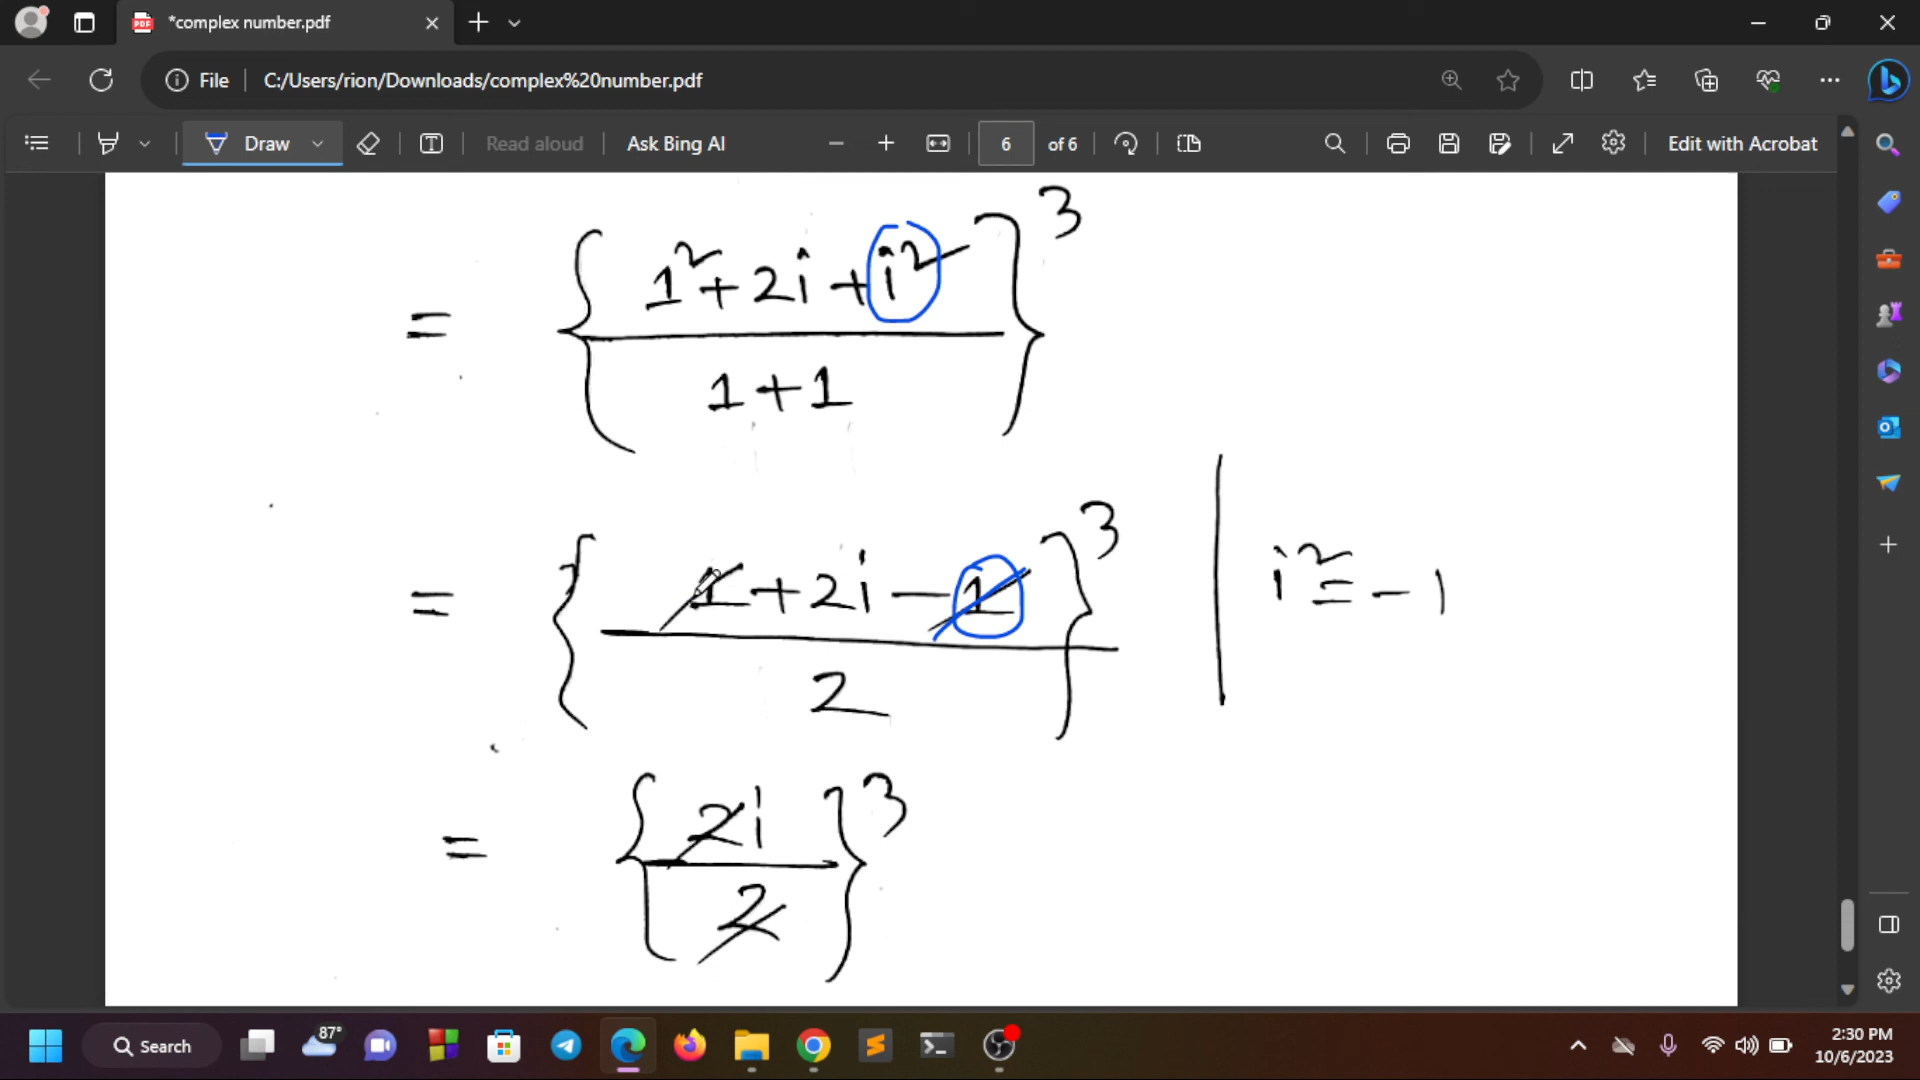 *complex number.pdf
File C:/Users/rion/Downloads/complex%20number.pdf
Draw Read aloud Ask Bing AI 6 of 6 Edit with Acrobat
= { 1² + 2i + i² / 1 + 1 }³
= { 1 + 2i - 1 / 2 }³ | i² = - 1
= { 2i / 2 }³
87°
Search
2:30 PM
10/6/2023